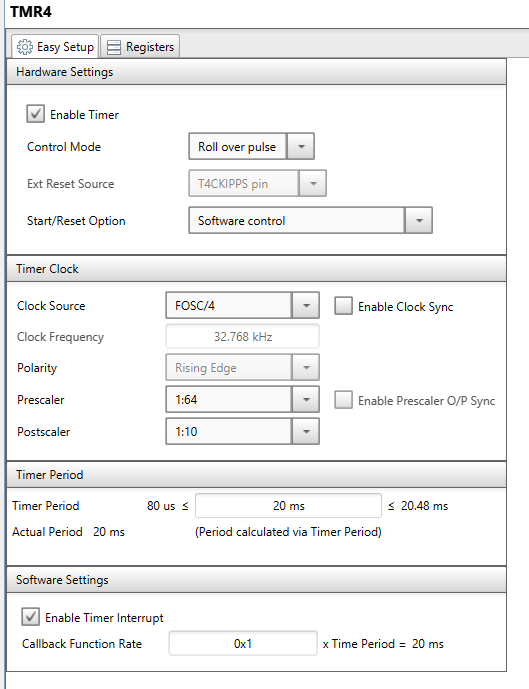 TMR4
Easy Setup Registers
Hardware Settings
Enable Timer
Control Mode Roll over pulse
Ext Reset Source T4CKIPPS pin
Start/Reset Option Software control
Timer Clock
Clock Source FOSC/4 Enable Clock Sync
Clock Frequency 32.768 kHz
Polarity Rising Edge
Prescaler 1:64 Enable Prescaler O/P Sync
Postscaler 1:10
Timer Period
Timer Period 80 us ≤ 20 ms ≤ 20.48 ms
Actual Period 20 ms (Period calculated via Timer Period)
Software Settings
Enable Timer Interrupt
Callback Function Rate 0x1 x Time Period = 20 ms